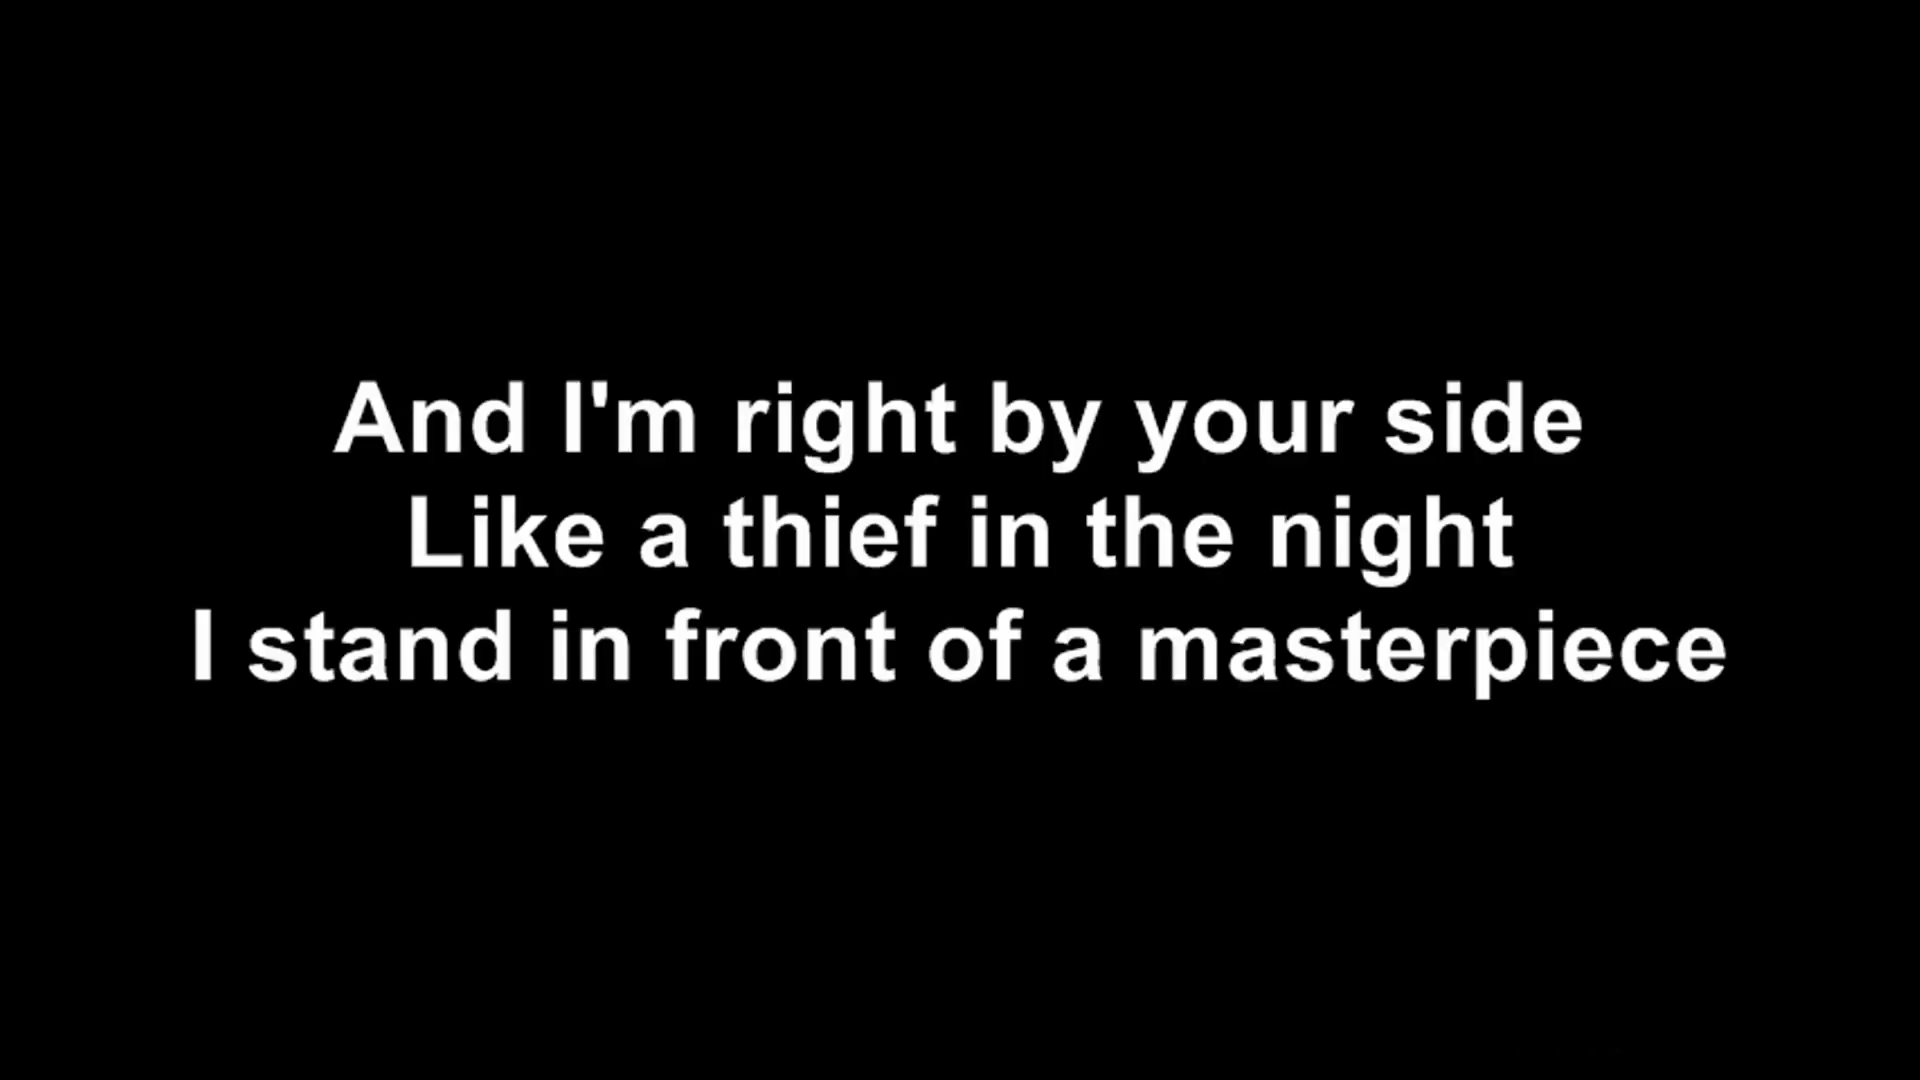 And I'm right by your side
Like a thief in the night
I stand in front of a masterpiece